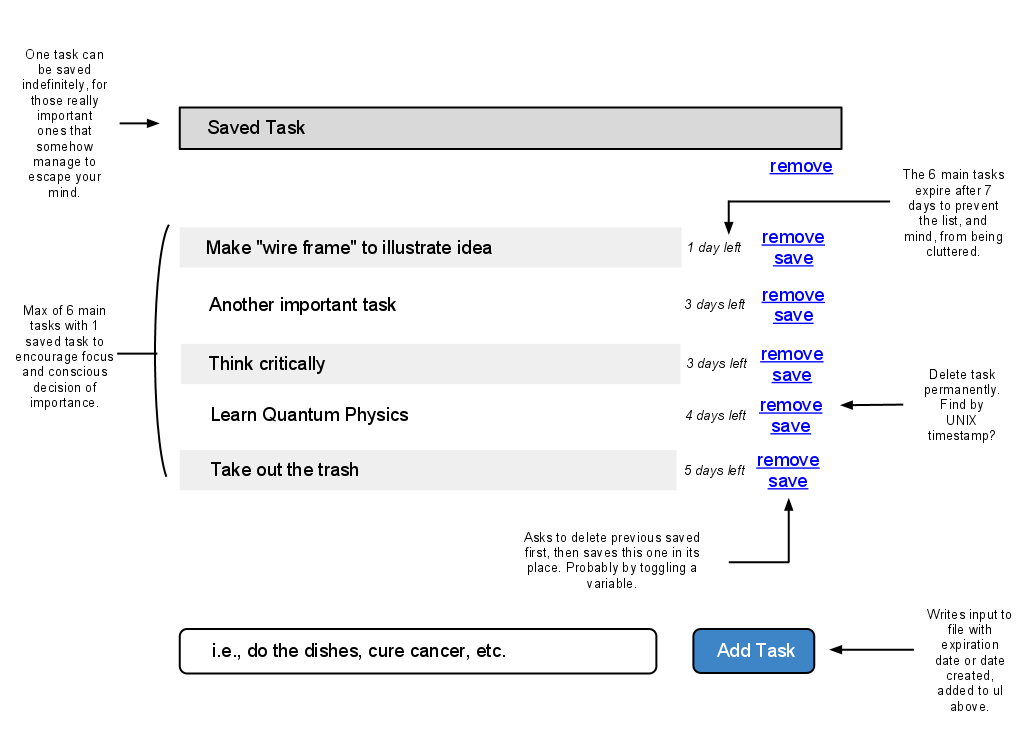 One task can
be saved
indefinitely, for
those really
important
ones that
somehow
manage to
escape your
mind.
Saved Task
remove
The 6 main tasks
expire after 7
days to prevent
the list, and
mind, from being
cluttered.
Make "wire frame" to illustrate idea
1 day left
remove
save
Another important task
3 days left
remove
save
Max of 6 main
tasks with 1
saved task to
encourage focus
and conscious
decision of
importance.
Think critically
3 days left
remove
save
Learn Quantum Physics
4 days left
remove
save
Delete task
permanently.
Find by
UNIX
timestamp?
Take out the trash
5 days left
remove
save
Asks to delete previous saved
first, then saves this one in its
place. Probably by toggling a
variable.
i.e., do the dishes, cure cancer, etc.
Add Task
Writes input to
file with
expiration
date or date
created,
added to ul
above.